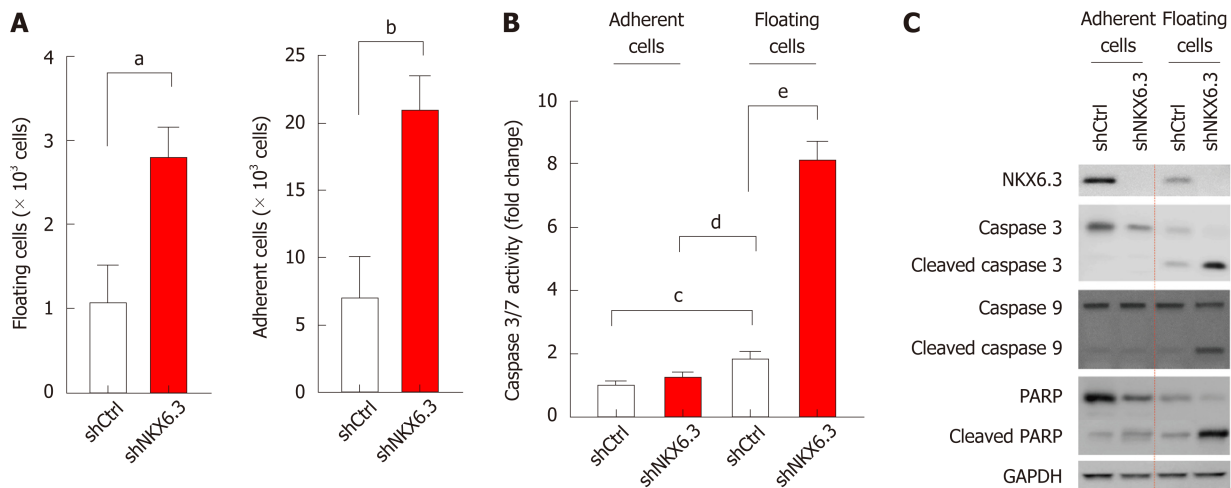 A
Floating cells (× 10³ cells)
4
3
2
1
0
a
shCtrl
shNKX6.3
Adherent cells (× 10³ cells)
25
20
15
10
5
0
b
shCtrl
shNKX6.3
B
Adherent
cells
Floating
cells
Caspase 3/7 activity (fold change)
10
8
6
4
2
0
e
d
c
shCtrl
shNKX6.3
shCtrl
shNKX6.3
C
Adherent
cells
Floating
cells
shCtrl
shNKX6.3
shCtrl
shNKX6.3
NKX6.3
Caspase 3
Cleaved caspase 3
Caspase 9
Cleaved caspase 9
PARP
Cleaved PARP
GAPDH